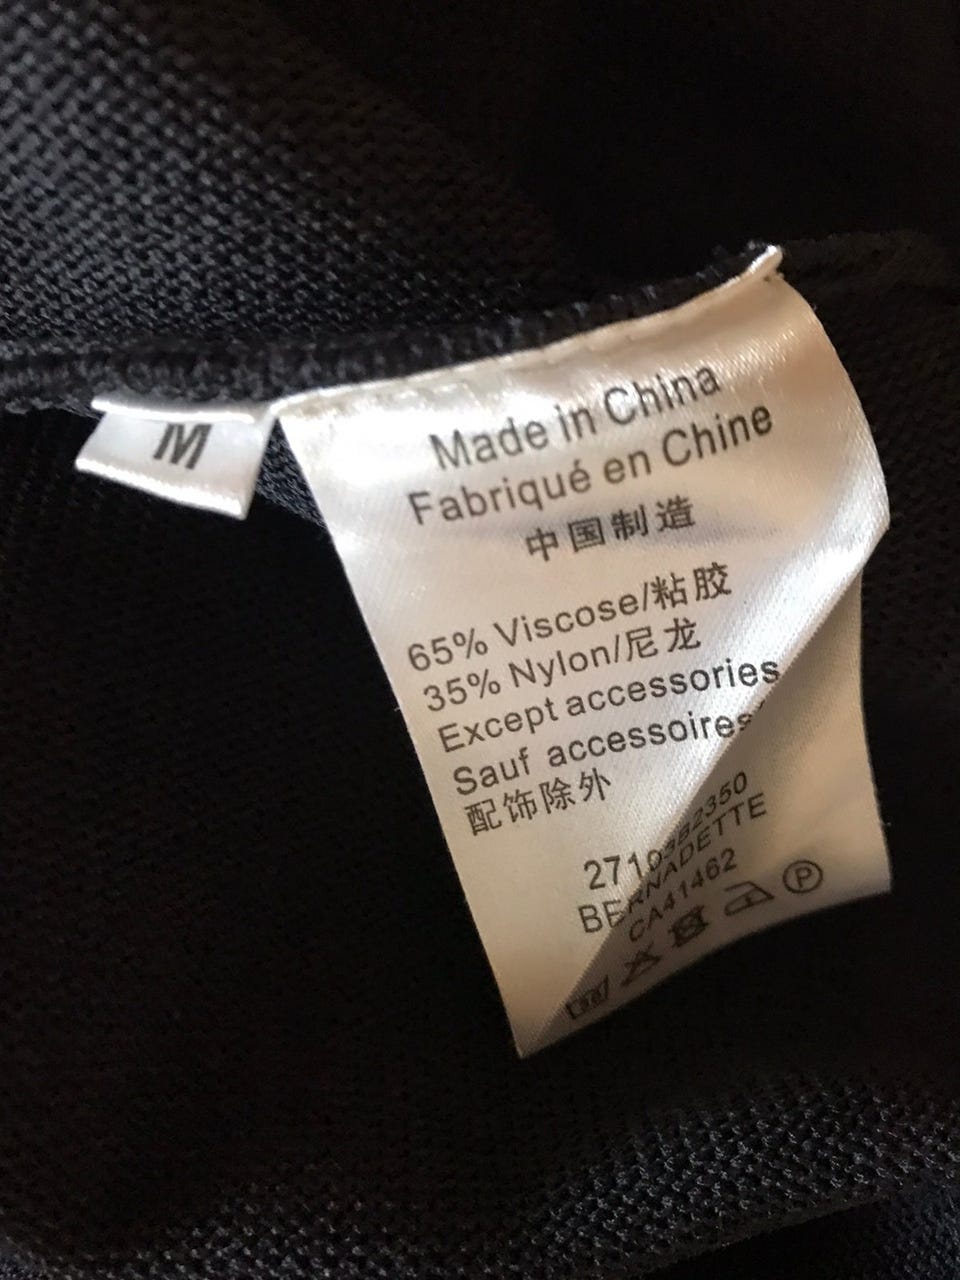 M
Made in China
Fabriqué en Chine
中国制造
65% Viscose/粘胶
35% Nylon/尼龙
Except accessories
Sauf accessoires
配饰除外
BERNADETTE
CA41462
P